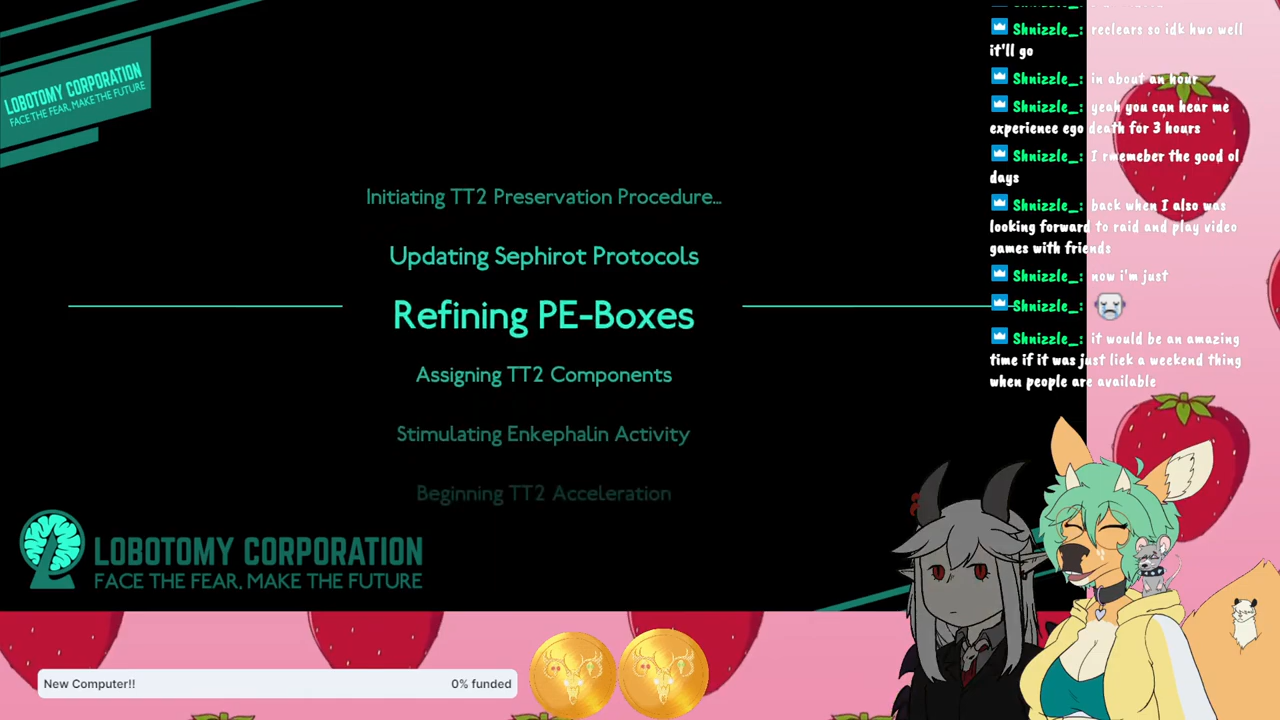 LOBOTOMY CORPORATION
FACE THE FEAR, MAKE THE FUTURE
Initiating TT2 Preservation Procedure...
Updating Sephirot Protocols
Refining PE-Boxes
Assigning TT2 Components
Stimulating Enkephalin Activity
Beginning TT2 Acceleration
LOBOTOMY CORPORATION
FACE THE FEAR, MAKE THE FUTURE
Shnizzle_: reclears so idk hwo well
it'll go
Shnizzle_: in about an hour
Shnizzle_: yeah you can hear me
experience ego death for 3 hours
Shnizzle_: I rwemeber the good ol
days
Shnizzle_: back when I also was
looking forward to raid and play video
games with friends
Shnizzle_: now i'm just
Shnizzle_:
Shnizzle_: it would be an amazing
time if it was just liek a weekend thing
when people are available
New Computer!!
0% funded